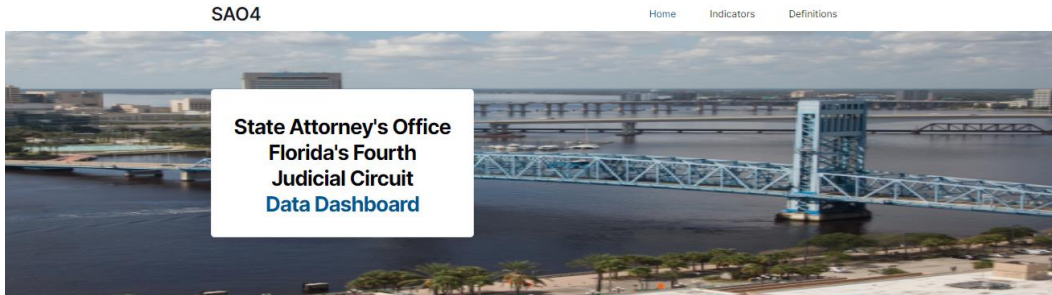 SAO4
Home Indicators Definitions
State Attorney's Office
Florida's Fourth
Judicial Circuit
Data Dashboard